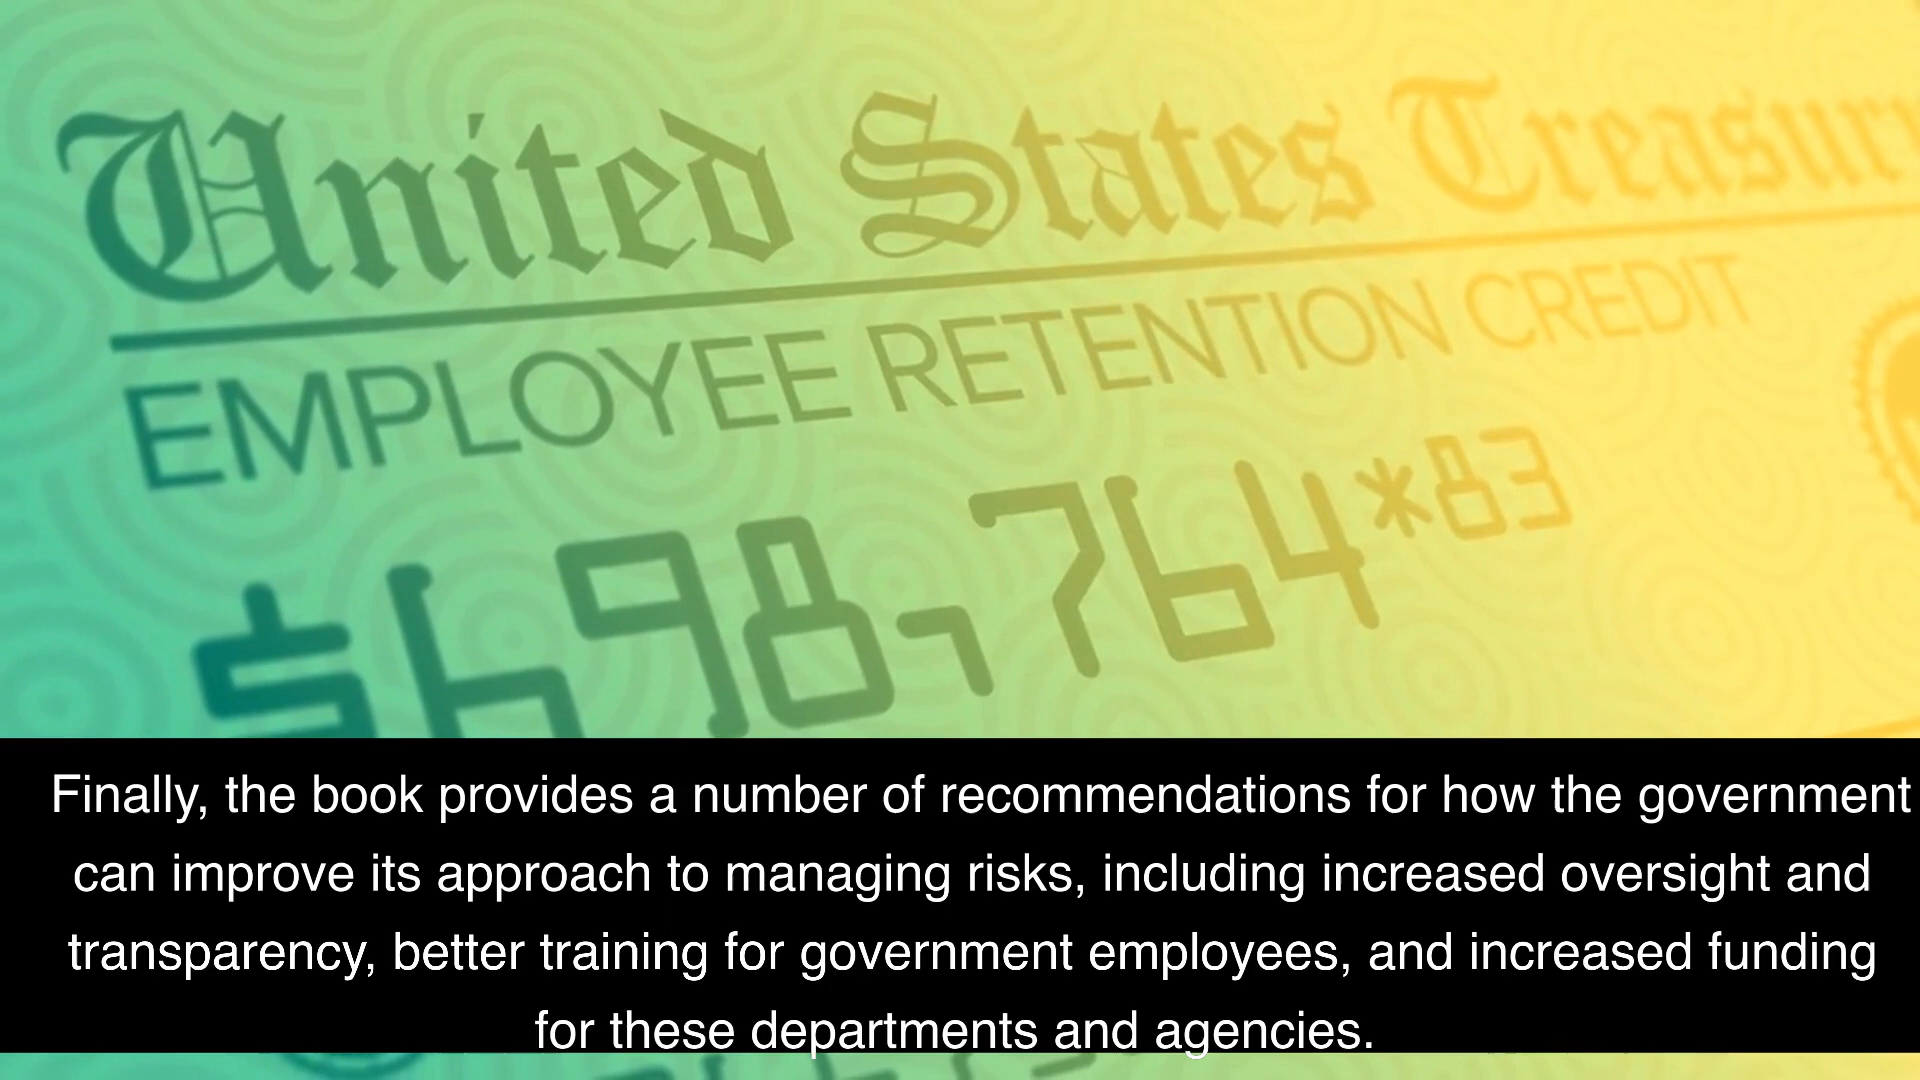 United States Treasury
EMPLOYEE RETENTION CREDIT
$698,764*83
Finally, the book provides a number of recommendations for how the government
can improve its approach to managing risks, including increased oversight and
transparency, better training for government employees, and increased funding
for these departments and agencies.